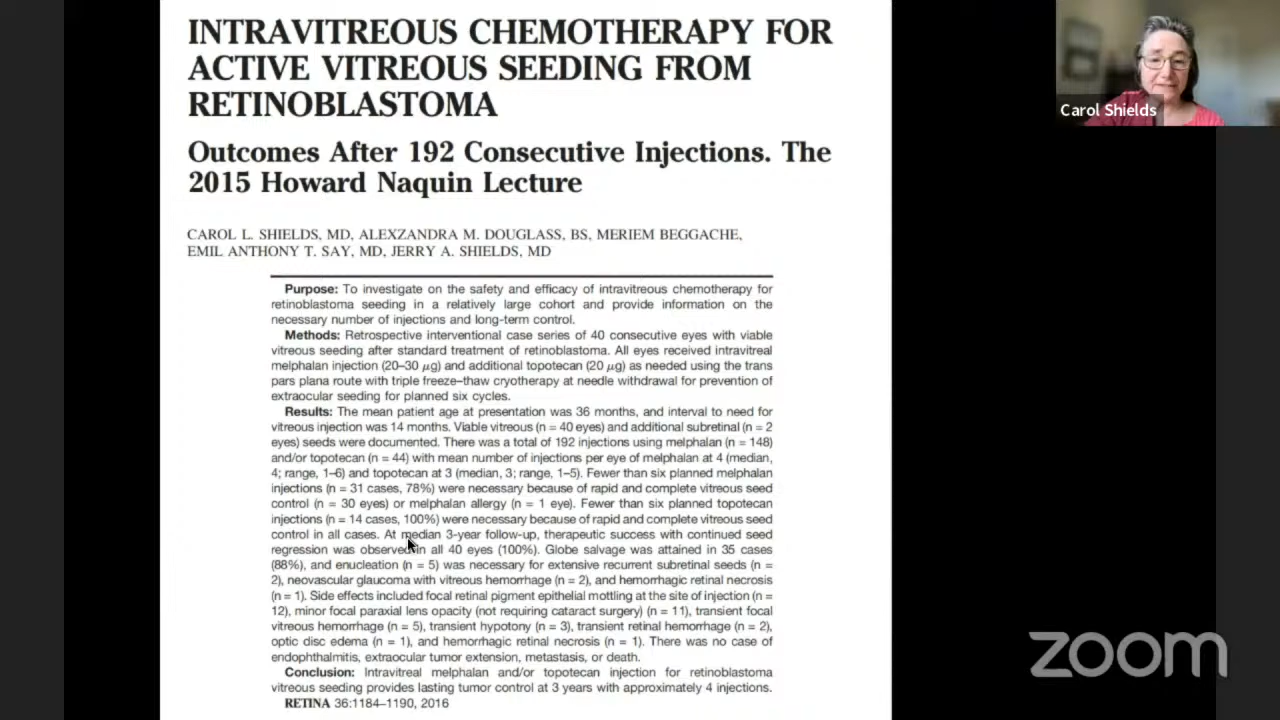 INTRAVITREOUS CHEMOTHERAPY FOR
ACTIVE VITREOUS SEEDING FROM
RETINOBLASTOMA
Outcomes After 192 Consecutive Injections. The
2015 Howard Naquin Lecture
CAROL L. SHIELDS, MD, ALEXZANDRA M. DOUGLASS, BS, MERIEM BEGGACHE,
EMIL ANTHONY T. SAY, MD, JERRY A. SHIELDS, MD
Purpose: To investigate on the safety and efficacy of intravitreous chemotherapy for
retinoblastoma seeding in a relatively large cohort and provide information on the
necessary number of injections and long-term control.
Methods: Retrospective interventional case series of 40 consecutive eyes with viable
vitreous seeding after standard treatment of retinoblastoma. All eyes received intravitreal
melphalan injection (20–30 μg) and additional topotecan (20 μg) as needed using the trans
pars plana route with triple freeze–thaw cryotherapy at needle withdrawal for prevention of
extraocular seeding for planned six cycles.
Results: The mean patient age at presentation was 36 months, and interval to need for
vitreous injection was 14 months. Viable vitreous (n = 40 eyes) and additional subretinal (n = 2
eyes) seeds were documented. There was a total of 192 injections using melphalan (n = 148)
and/or topotecan (n = 44) with mean number of injections per eye of melphalan at 4 (median,
4; range, 1–6) and topotecan at 3 (median, 3; range, 1–5). Fewer than six planned melphalan
injections (n = 31 cases, 78%) were necessary because of rapid and complete vitreous seed
control (n = 30 eyes) or melphalan allergy (n = 1 eye). Fewer than six planned topotecan
injections (n = 14 cases, 100%) were necessary because of rapid and complete vitreous seed
control in all cases. At median 3-year follow-up, therapeutic success with continued seed
regression was observed in all 40 eyes (100%). Globe salvage was attained in 35 cases
(88%), and enucleation (n = 5) was necessary for extensive recurrent subretinal seeds (n =
2), neovascular glaucoma with vitreous hemorrhage (n = 2), and hemorrhagic retinal necrosis
(n = 1). Side effects included focal retinal pigment epithelial mottling at the site of injection (n =
12), minor focal paraxial lens opacity (not requiring cataract surgery) (n = 11), transient focal
vitreous hemorrhage (n = 5), transient hypotony (n = 3), transient retinal hemorrhage (n = 2),
optic disc edema (n = 1), and hemorrhagic retinal necrosis (n = 1). There was no case of
endophthalmitis, extraocular tumor extension, metastasis, or death.
Conclusion: Intravitreal melphalan and/or topotecan injection for retinoblastoma
vitreous seeding provides lasting tumor control at 3 years with approximately 4 injections.
RETINA 36:1184–1190, 2016
Carol Shields
zoom